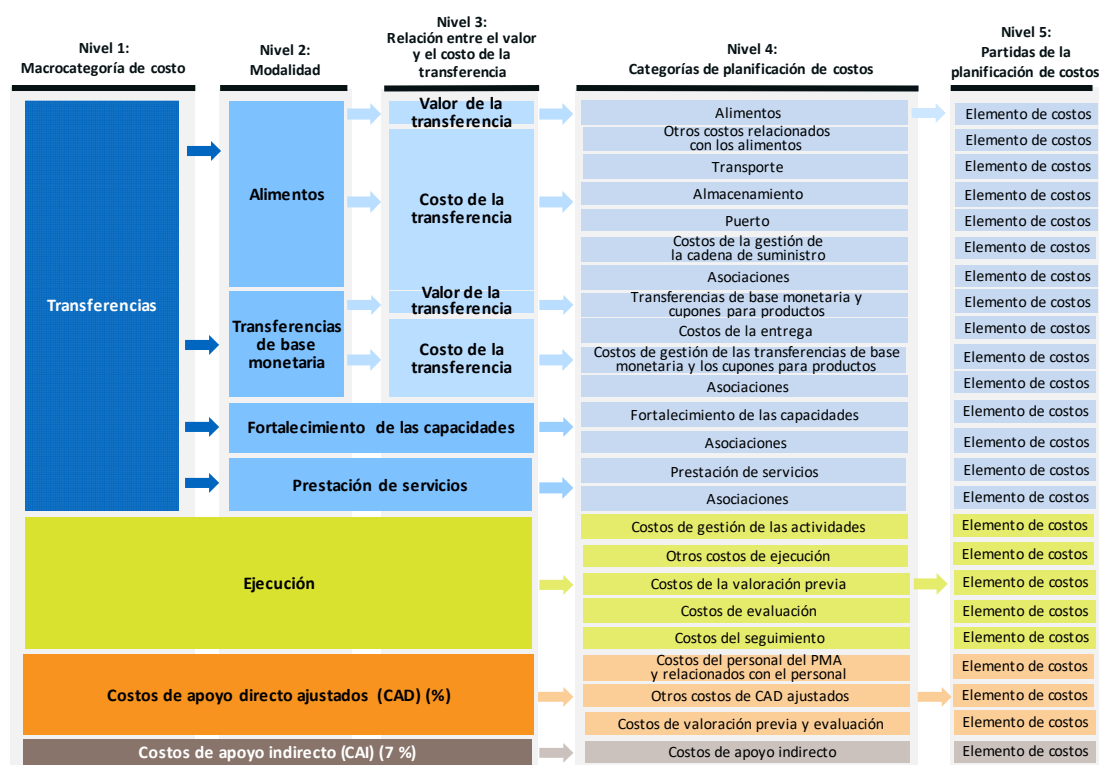 Nivel 1:
Macrocategoría de costo
Nivel 2:
Modalidad
Nivel 3:
Relación entre el valor
y el costo de la
transferencia
Nivel 4:
Categorías de planificación de costos
Nivel 5:
Partidas de la
planificación de costos
Transferencias
Alimentos
Valor de la
transferencia
Costo de la
transferencia
Alimentos
Elemento de costos
Otros costos relacionados
con los alimentos
Elemento de costos
Transporte
Elemento de costos
Almacenamiento
Elemento de costos
Puerto
Elemento de costos
Costos de la gestión de
la cadena de suministro
Elemento de costos
Asociaciones
Elemento de costos
Transferencias
de base
monetaria
Valor de la
transferencia
Costo de la
transferencia
Transferencias de base monetaria y
cupones para productos
Elemento de costos
Costos de la entrega
Elemento de costos
Costos de gestión de las transferencias de base
monetaria y los cupones para productos
Elemento de costos
Asociaciones
Elemento de costos
Fortalecimiento de las capacidades
Fortalecimiento de las capacidades
Elemento de costos
Asociaciones
Elemento de costos
Prestación de servicios
Prestación de servicios
Elemento de costos
Asociaciones
Elemento de costos
Ejecución
Costos de gestión de las actividades
Elemento de costos
Otros costos de ejecución
Elemento de costos
Costos de la valoración previa
Elemento de costos
Costos de evaluación
Elemento de costos
Costos del seguimiento
Elemento de costos
Costos de apoyo directo ajustados (CAD) (%)
Costos del personal del PMA
y relacionados con el personal
Elemento de costos
Otros costos de CAD ajustados
Elemento de costos
Costos de valoración previa y evaluación
Elemento de costos
Costos de apoyo indirecto (CAI) (7 %)
Costos de apoyo indirecto
Elemento de costos